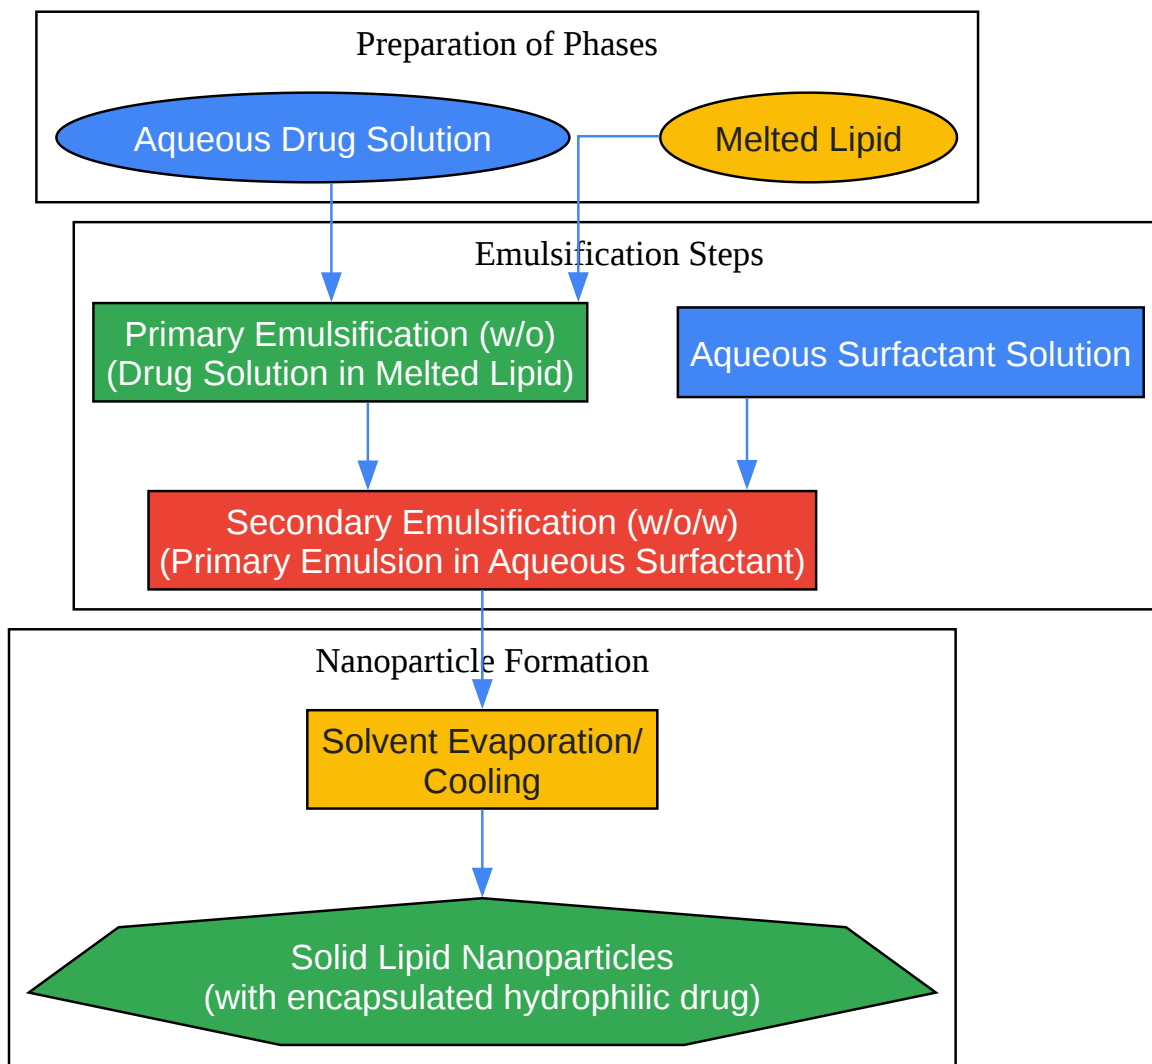 Preparation of Phases
Aqueous Drug Solution
Melted Lipid
Emulsification Steps
Primary Emulsification (w/o)
(Drug Solution in Melted Lipid)
Aqueous Surfactant Solution
Secondary Emulsification (w/o/w)
(Primary Emulsion in Aqueous Surfactant)
Nanoparticle Formation
Solvent Evaporation/
Cooling
Solid Lipid Nanoparticles
(with encapsulated hydrophilic drug)